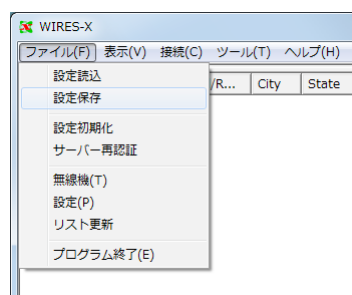 WIRES-X
ファイル(F) 表示(V) 接続(C) ツール(T) ヘルプ(H)
設定読込
/R... City State
設定保存
設定初期化
サーバー再認証
無線機(T)
設定(P)
リスト更新
プログラム終了(E)